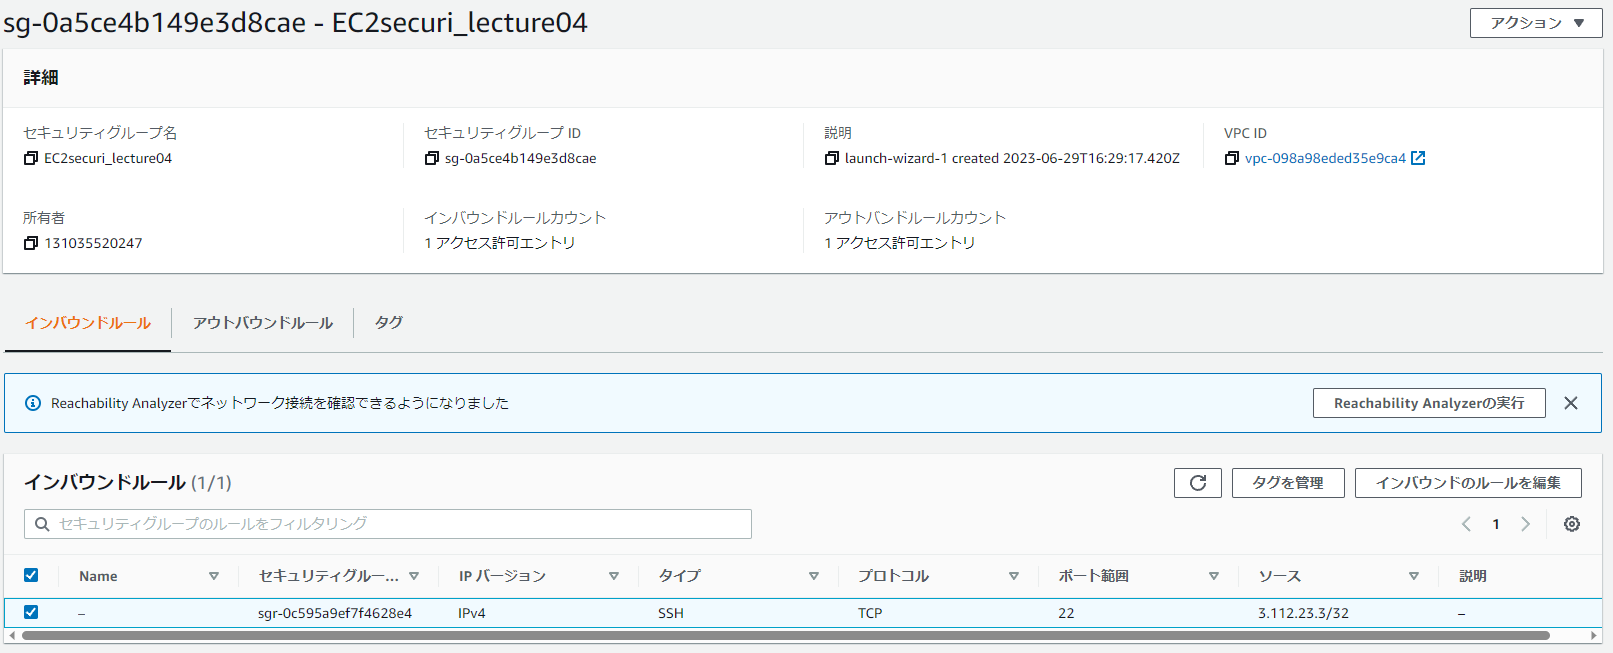 sg-0a5ce4b149e3d8cae - EC2securi_lecture04
アクション
詳細
セキュリティグループ名
EC2securi_lecture04
セキュリティグループ ID
sg-0a5ce4b149e3d8cae
説明
launch-wizard-1 created 2023-06-29T16:29:17.420Z
VPC ID
vpc-098a98eded35e9ca4
所有者
131035520247
インバウンドルールカウント
1 アクセス許可エントリ
アウトバンドルールカウント
1 アクセス許可エントリ
インバウンドルール
アウトバウンドルール
タグ
Reachability Analyzerでネットワーク接続を確認できるようになりました
Reachability Analyzerの実行
インバウンドルール (1/1)
タグを管理
インバウンドのルールを編集
セキュリティグループのルールをフィルタリング
1
Name セキュリティグルー... IP バージョン タイプ プロトコル ポート範囲 ソース 説明
– sgr-0c595a9ef7f4628e4 IPv4 SSH TCP 22 3.112.23.3/32 –